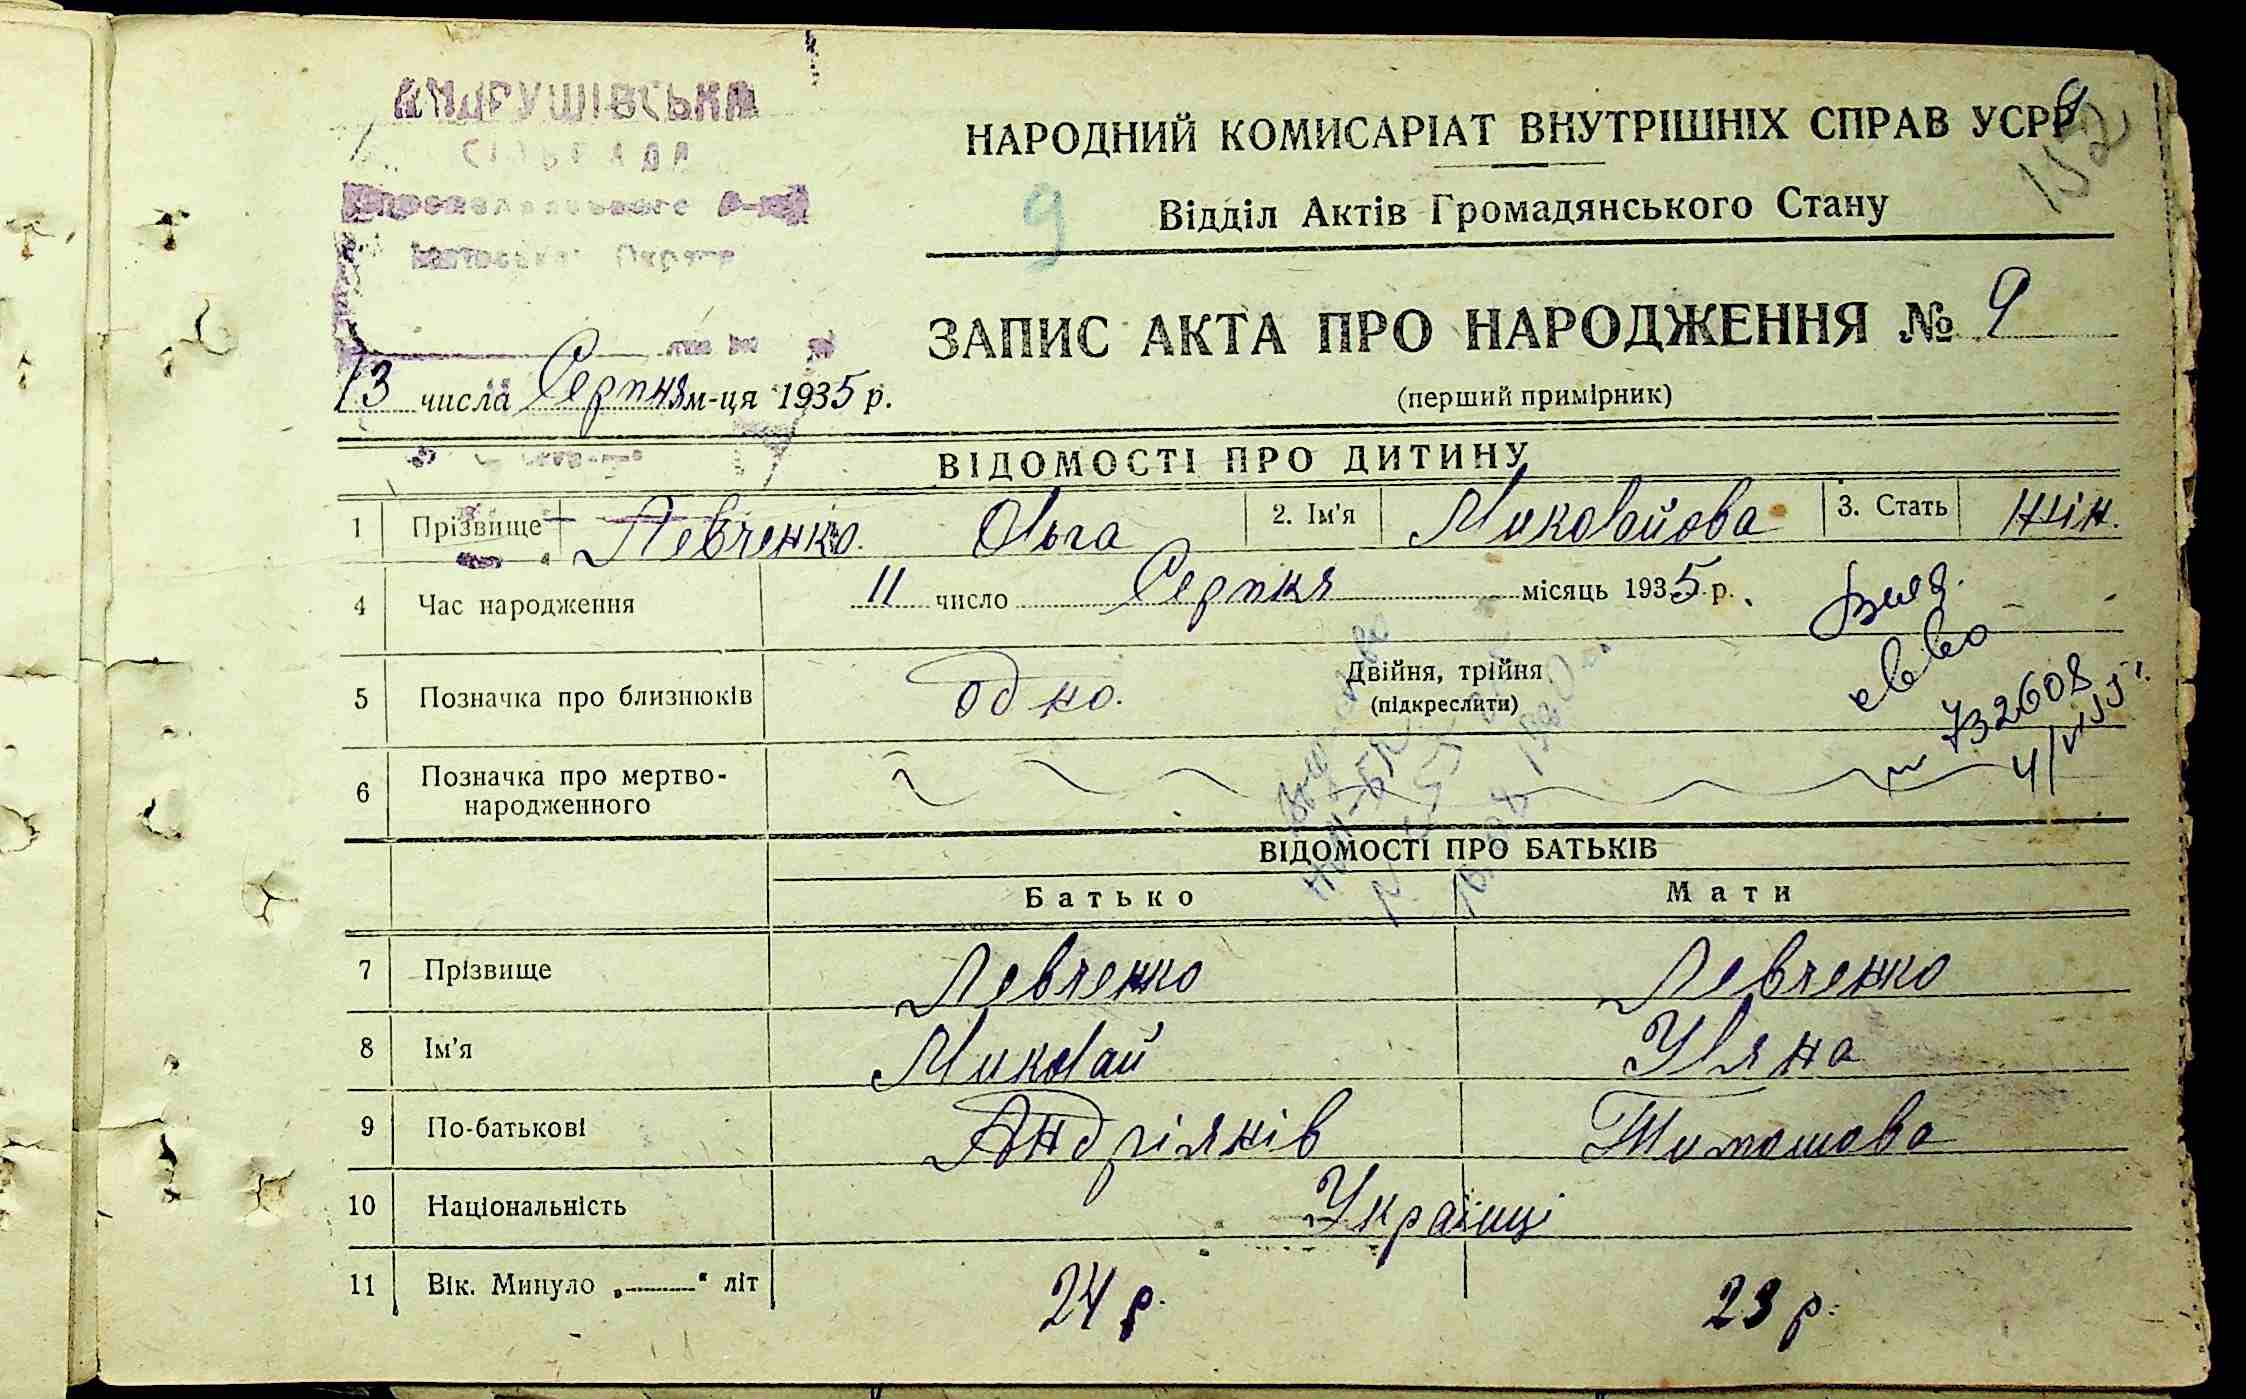 АНДРУШІВСЬКА
СІЛЬРАДА
НАРОДНИЙ КОМИСАРІАТ ВНУТРІШНІХ СПРАВ УСРР
152
9
Відділ Актів Громадянського Стану
ЗАПИС АКТА ПРО НАРОДЖЕННЯ № 9
(перший примірник)
13 числа Серпня м-ця 1935 р.
ВІДОМОСТІ ПРО ДИТИНУ
1 Прізвище Левченко Ольга 2. Ім'я Миколайова 3. Стать жін.
4 Час народження 11 число Серпня місяць 1935 р.
5 Позначка про близнюків одно. Двійня, трійня
(підкреслити)
732608
6 Позначка про мертво-
народженного
ВІДОМОСТІ ПРО БАТЬКІВ
Батько Мати
7 Прізвище Левченко Левченко
8 Ім'я Миколай Уляна
9 По-батькові Андріянів Тимошова
10 Національність Українці
11 Вік. Минуло „ “ літ 24 р. 23 р.